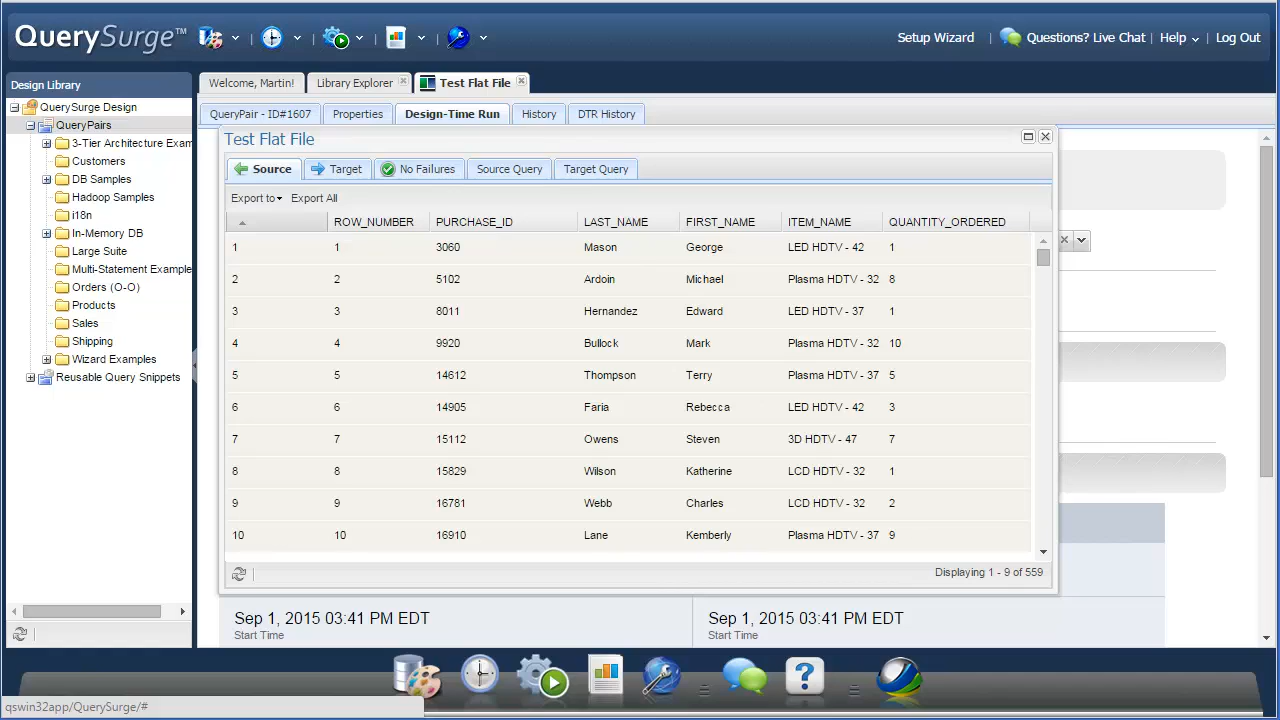 QuerySurge™
Setup Wizard
Questions? Live Chat
Help
Log Out
Design Library
Welcome, Martin!
Library Explorer
Test Flat File
QuerySurge Design
QueryPairs
3-Tier Architecture Exam
Customers
DB Samples
Hadoop Samples
i18n
In-Memory DB
Large Suite
Multi-Statement Example
Orders (O-O)
Products
Sales
Shipping
Wizard Examples
Reusable Query Snippets
QueryPair - ID#1607
Properties
Design-Time Run
History
DTR History
Test Flat File
Source
Target
No Failures
Source Query
Target Query
Export to
Export All
ROW_NUMBER PURCHASE_ID LAST_NAME FIRST_NAME ITEM_NAME QUANTITY_ORDERED
1 1 3060 Mason George LED HDTV - 42 1
2 2 5102 Ardoin Michael Plasma HDTV - 32 8
3 3 8011 Hernandez Edward LED HDTV - 37 1
4 4 9920 Bullock Mark Plasma HDTV - 32 10
5 5 14612 Thompson Terry Plasma HDTV - 37 5
6 6 14905 Faria Rebecca LED HDTV - 42 3
7 7 15112 Owens Steven 3D HDTV - 47 7
8 8 15829 Wilson Katherine LCD HDTV - 32 1
9 9 16781 Webb Charles LCD HDTV - 32 2
10 10 16910 Lane Kemberly Plasma HDTV - 37 9
Displaying 1 - 9 of 559
Sep 1, 2015 03:41 PM EDT
Start Time
Sep 1, 2015 03:41 PM EDT
Start Time
qswin32app/QuerySurge/#